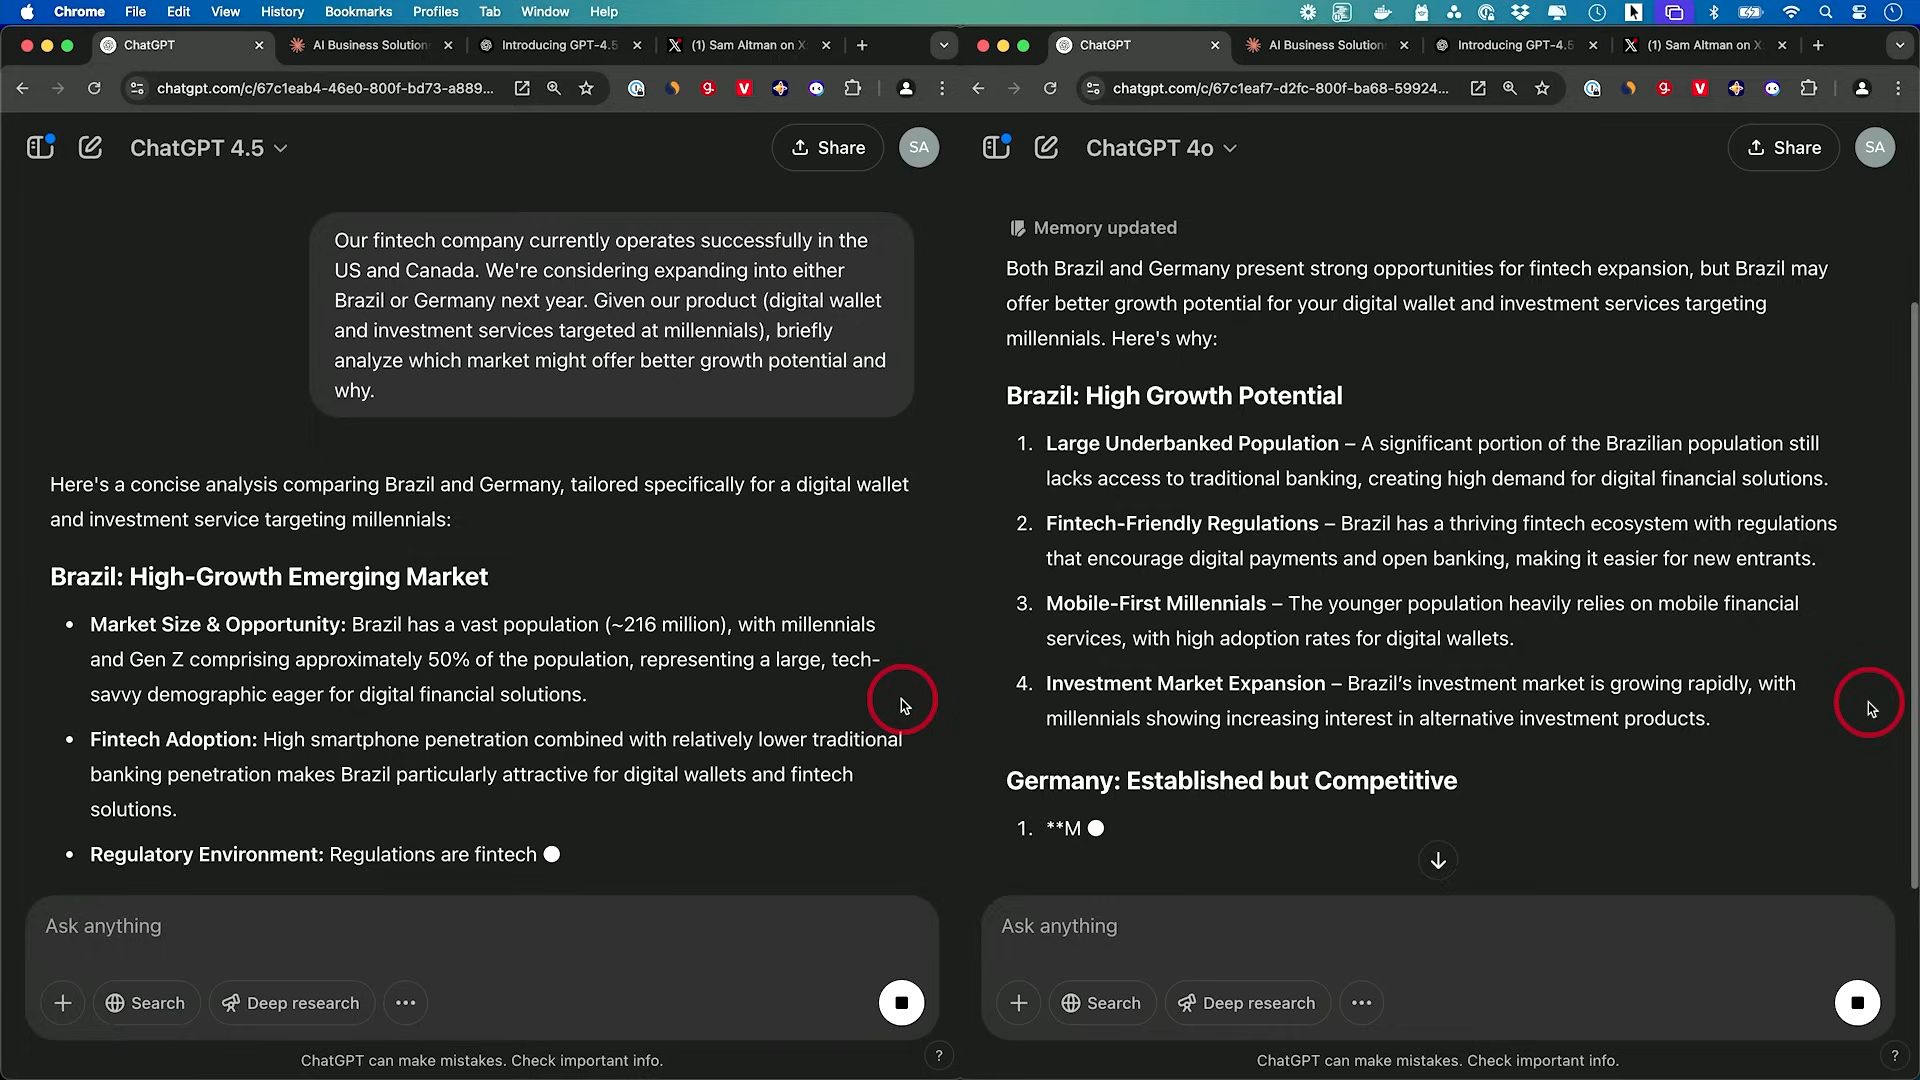 Chrome File Edit View History Bookmarks Profiles Tab Window Help
ChatGPT
AI Business Solution
Introducing GPT-4.5
(1) Sam Altman on X
chatgpt.com/c/67c1eab4-46e0-800f-bd73-a889...
ChatGPT 4.5
Share
SA
Our fintech company currently operates successfully in the
US and Canada. We're considering expanding into either
Brazil or Germany next year. Given our product (digital wallet
and investment services targeted at millennials), briefly
analyze which market might offer better growth potential and
why.
Here's a concise analysis comparing Brazil and Germany, tailored specifically for a digital wallet
and investment service targeting millennials:
Brazil: High-Growth Emerging Market
• Market Size & Opportunity: Brazil has a vast population (~216 million), with millennials
and Gen Z comprising approximately 50% of the population, representing a large, tech-
savvy demographic eager for digital financial solutions.
• Fintech Adoption: High smartphone penetration combined with relatively lower traditional
banking penetration makes Brazil particularly attractive for digital wallets and fintech
solutions.
• Regulatory Environment: Regulations are fintech
Ask anything
Search
Deep research
ChatGPT can make mistakes. Check important info.
?
ChatGPT
AI Business Solution
Introducing GPT-4.5
(1) Sam Altman on X
chatgpt.com/c/67c1eaf7-d2fc-800f-ba68-59924...
ChatGPT 4o
Share
SA
Memory updated
Both Brazil and Germany present strong opportunities for fintech expansion, but Brazil may
offer better growth potential for your digital wallet and investment services targeting
millennials. Here's why:
Brazil: High Growth Potential
1. Large Underbanked Population – A significant portion of the Brazilian population still
lacks access to traditional banking, creating high demand for digital financial solutions.
2. Fintech-Friendly Regulations – Brazil has a thriving fintech ecosystem with regulations
that encourage digital payments and open banking, making it easier for new entrants.
3. Mobile-First Millennials – The younger population heavily relies on mobile financial
services, with high adoption rates for digital wallets.
4. Investment Market Expansion – Brazil’s investment market is growing rapidly, with
millennials showing increasing interest in alternative investment products.
Germany: Established but Competitive
1. **M
Ask anything
Search
Deep research
ChatGPT can make mistakes. Check important info.
?